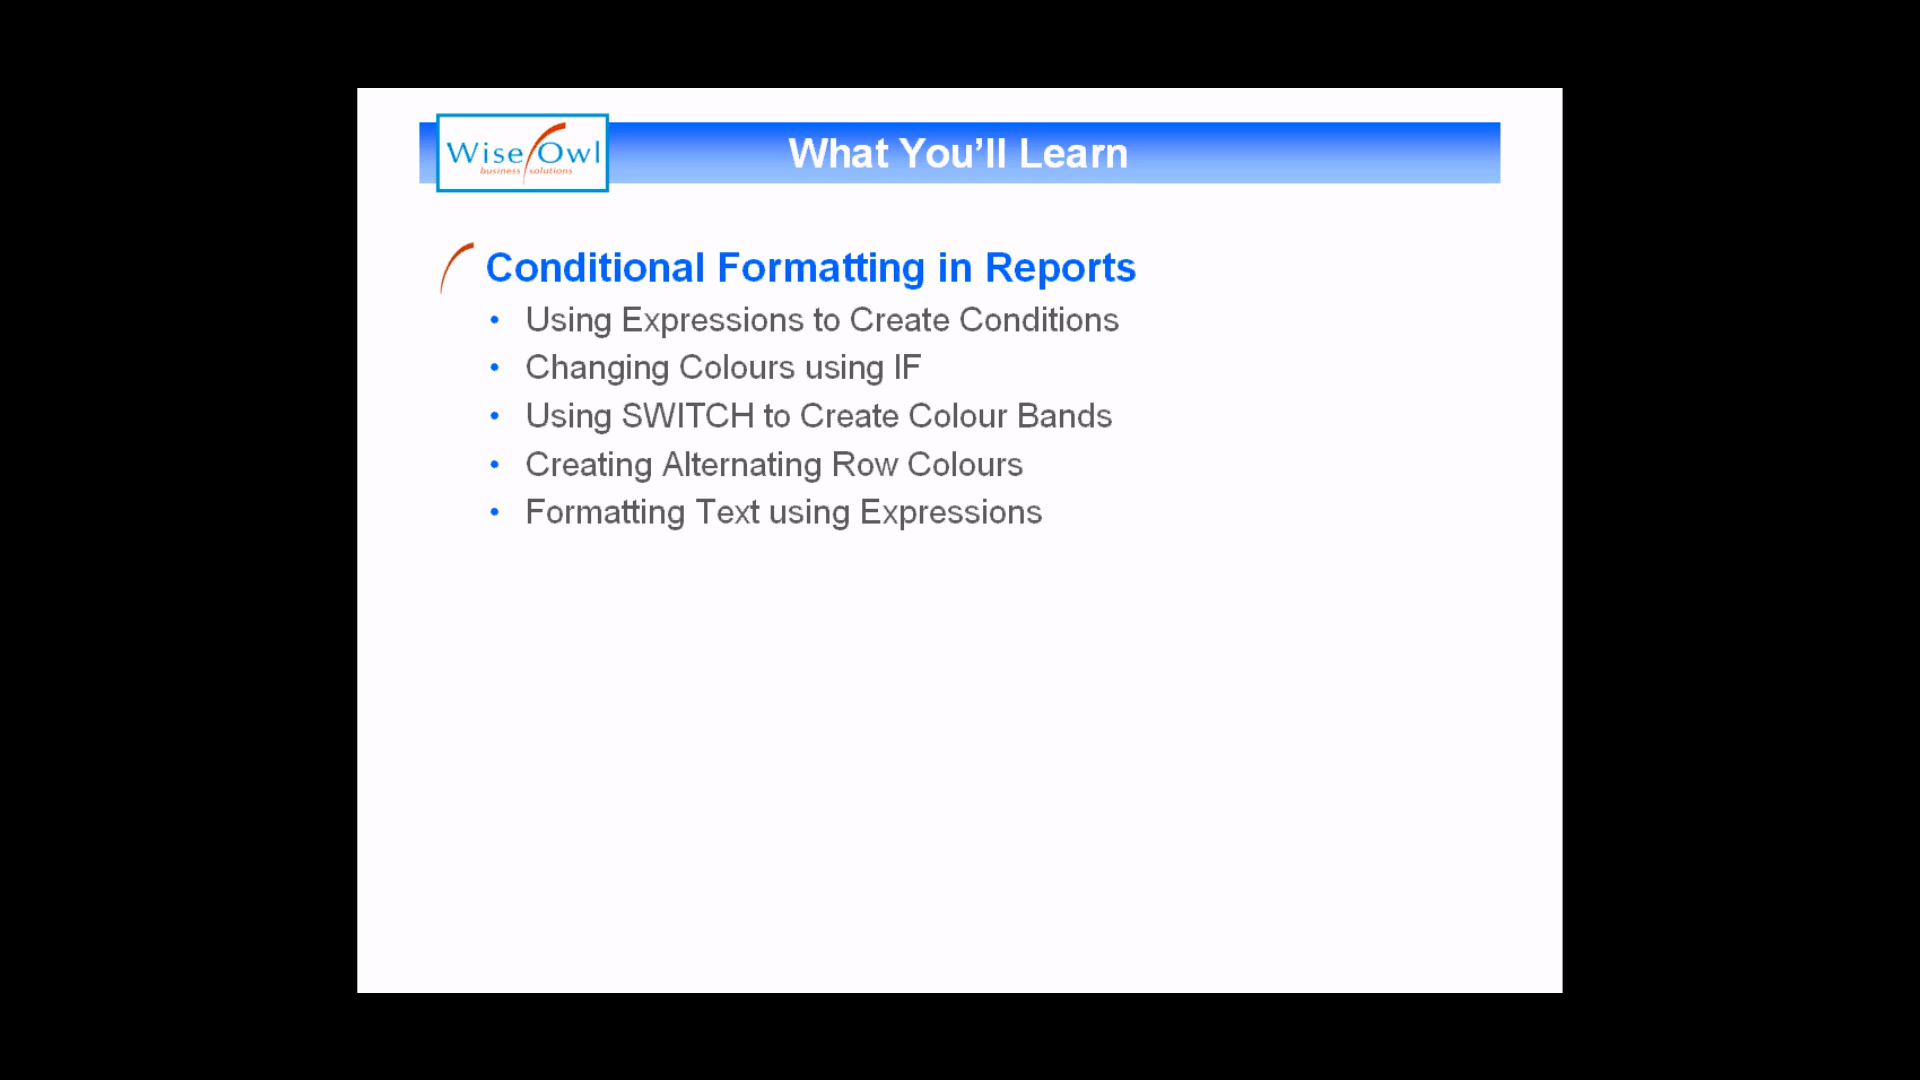 Wise Owl
business solutions
What You'll Learn
Conditional Formatting in Reports
• Using Expressions to Create Conditions
• Changing Colours using IF
• Using SWITCH to Create Colour Bands
• Creating Alternating Row Colours
• Formatting Text using Expressions